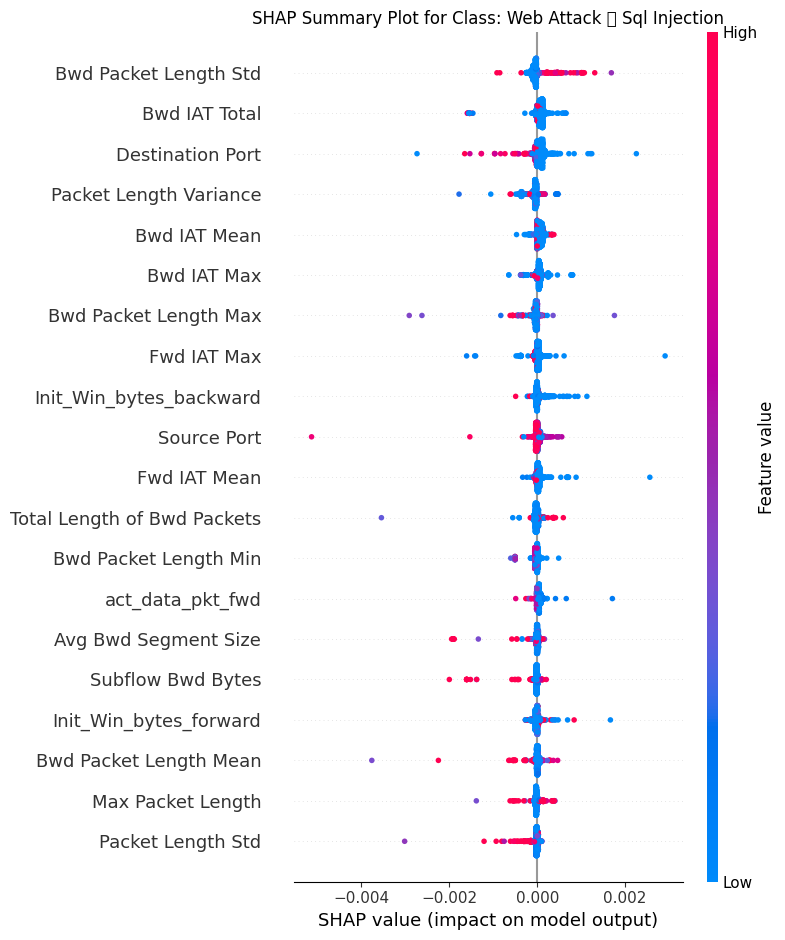 SHAP Summary Plot for Class: Web Attack  Sql Injection
High
Bwd Packet Length Std
Bwd IAT Total
Destination Port
Packet Length Variance
Bwd IAT Mean
Bwd IAT Max
Bwd Packet Length Max
Fwd IAT Max
Init_Win_bytes_backward
Source Port
Fwd IAT Mean
Total Length of Bwd Packets
Bwd Packet Length Min
act_data_pkt_fwd
Avg Bwd Segment Size
Subflow Bwd Bytes
Init_Win_bytes_forward
Bwd Packet Length Mean
Max Packet Length
Packet Length Std
Feature value
Low
−0.004 −0.002 0.000 0.002
SHAP value (impact on model output)